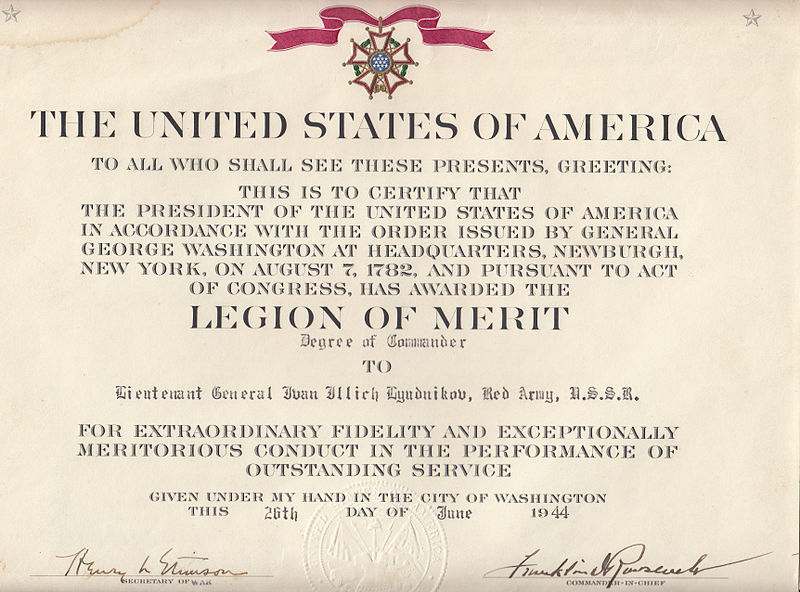 THE UNITED STATES OF AMERICA
TO ALL WHO SHALL SEE THESE PRESENTS, GREETING:
THIS IS TO CERTIFY THAT
THE PRESIDENT OF THE UNITED STATES OF AMERICA
IN ACCORDANCE WITH THE ORDER ISSUED BY GENERAL
GEORGE WASHINGTON AT HEADQUARTERS, NEWBURGH,
NEW YORK, ON AUGUST 7, 1782, AND PURSUANT TO ACT
OF CONGRESS, HAS AWARDED THE
LEGION OF MERIT
Degree of Commander
TO
Lieutenant General Ivan Illich Lyudnikov, Red Army, U.S.S.R.
FOR EXTRAORDINARY FIDELITY AND EXCEPTIONALLY
MERITORIOUS CONDUCT IN THE PERFORMANCE OF
OUTSTANDING SERVICE
GIVEN UNDER MY HAND IN THE CITY OF WASHINGTON
THIS 26th DAY OF June 1944
Henry L Stimson Franklin D Roosevelt
SECRETARY OF WAR COMMANDER-IN-CHIEF